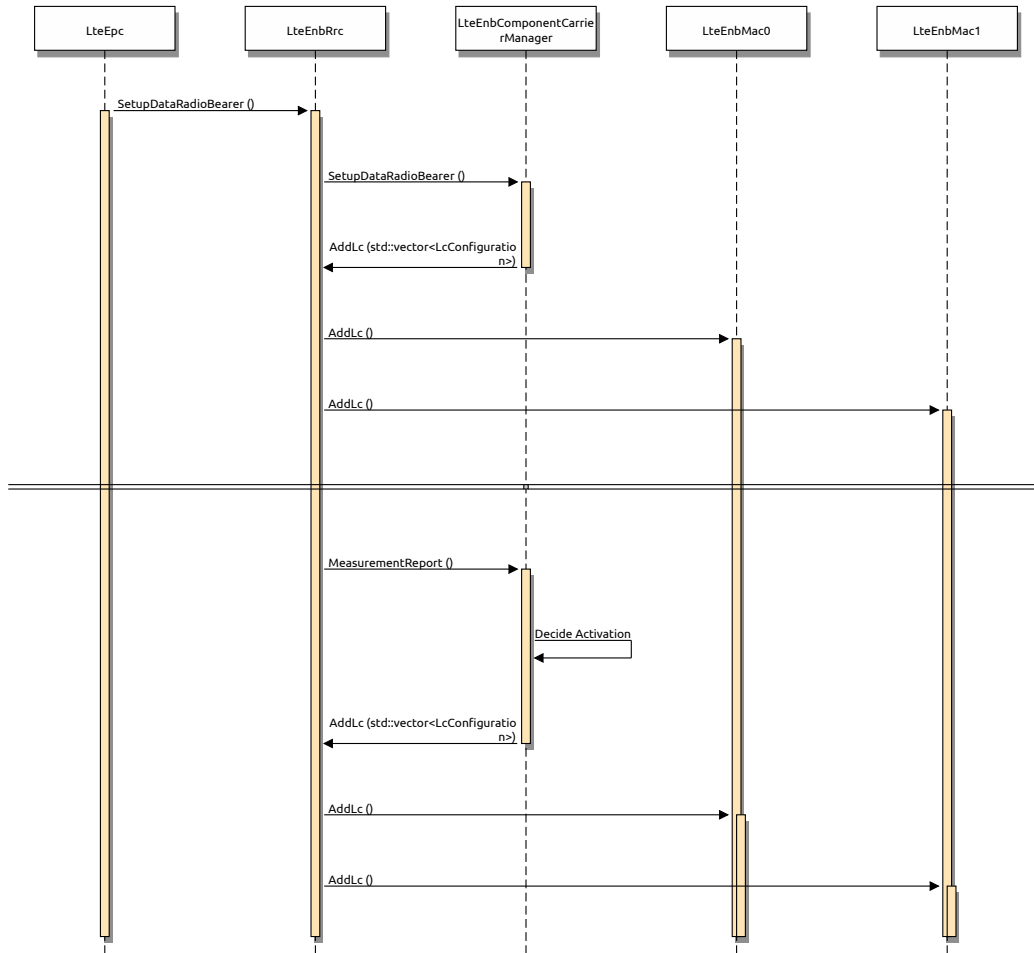 LteEpc
LteEnbRrc
LteEnbComponentCarrie
rManager
LteEnbMac0
LteEnbMac1
SetupDataRadioBearer ()
SetupDataRadioBearer ()
AddLc (std::vector<LcConfiguratio
n>)
AddLc ()
AddLc ()
MeasurementReport ()
Decide Activation
AddLc (std::vector<LcConfiguratio
n>)
AddLc ()
AddLc ()